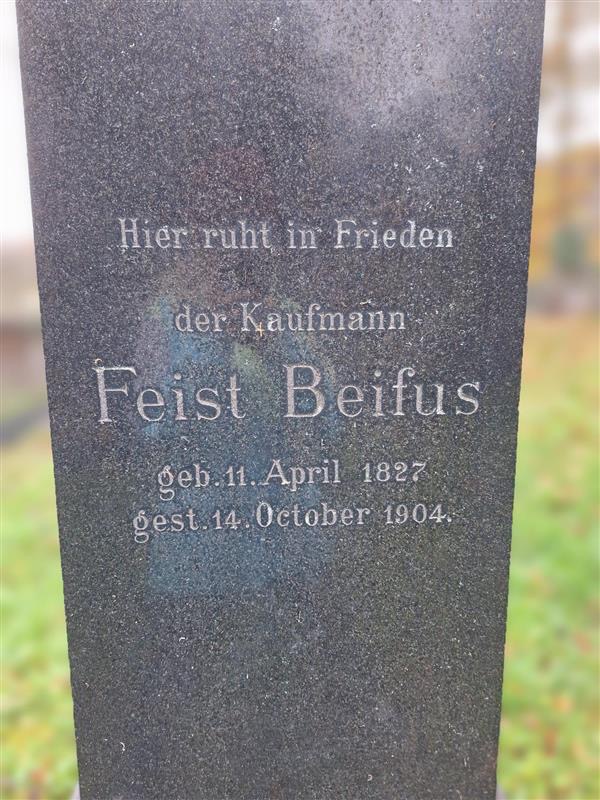 Hier ruht in Frieden
der Kaufmann
Feist Beifus
geb. 11. April 1827
gest. 14. October 1904.